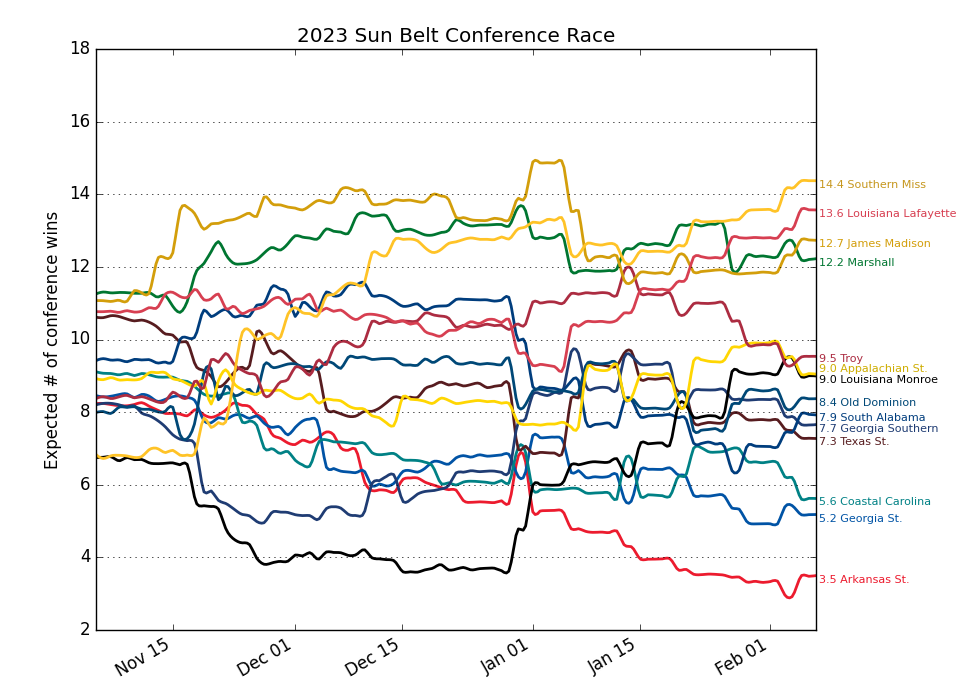 2023 Sun Belt Conference Race
Expected # of conference wins
18
16
14
12
10
8
6
4
2
Nov 15
Dec 01
Dec 15
Jan 01
Jan 15
Feb 01
14.4 Southern Miss
13.6 Louisiana Lafayette
12.7 James Madison
12.2 Marshall
9.5 Troy
9.0 Appalachian St.
9.0 Louisiana Monroe
8.4 Old Dominion
7.9 South Alabama
7.7 Georgia Southern
7.3 Texas St.
5.6 Coastal Carolina
5.2 Georgia St.
3.5 Arkansas St.